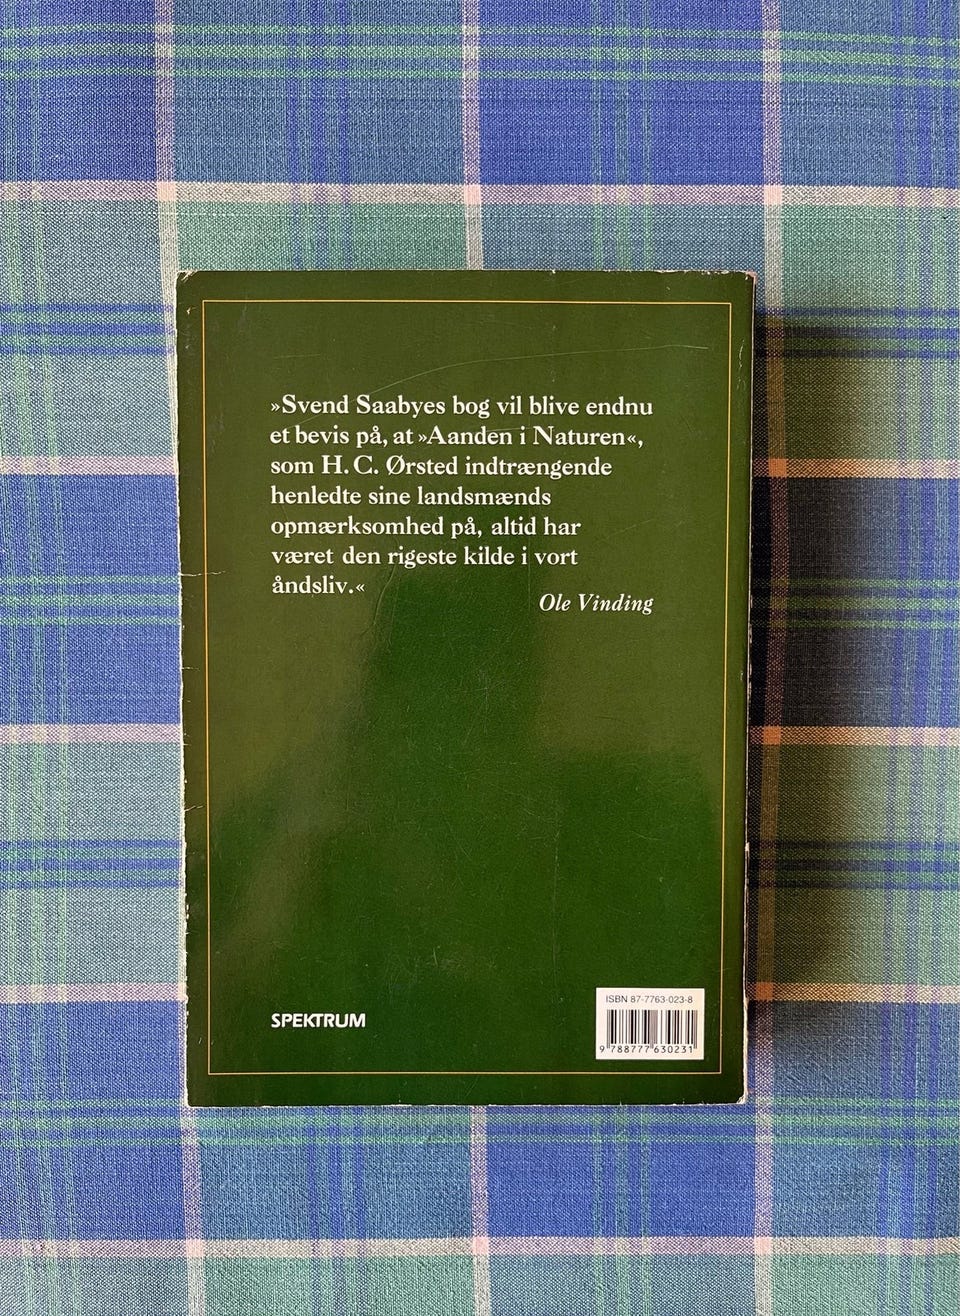 »Svend Saabyes bog vil blive endnu
et bevis på, at »Aanden i Naturen«,
som H. C. Ørsted indtrængende
henledte sine landsmænds
opmærksomhed på, altid har
været den rigeste kilde i vort
åndsliv.«
Ole Vinding
SPEKTRUM
ISBN 87-7763-023-8
9 788777 630231